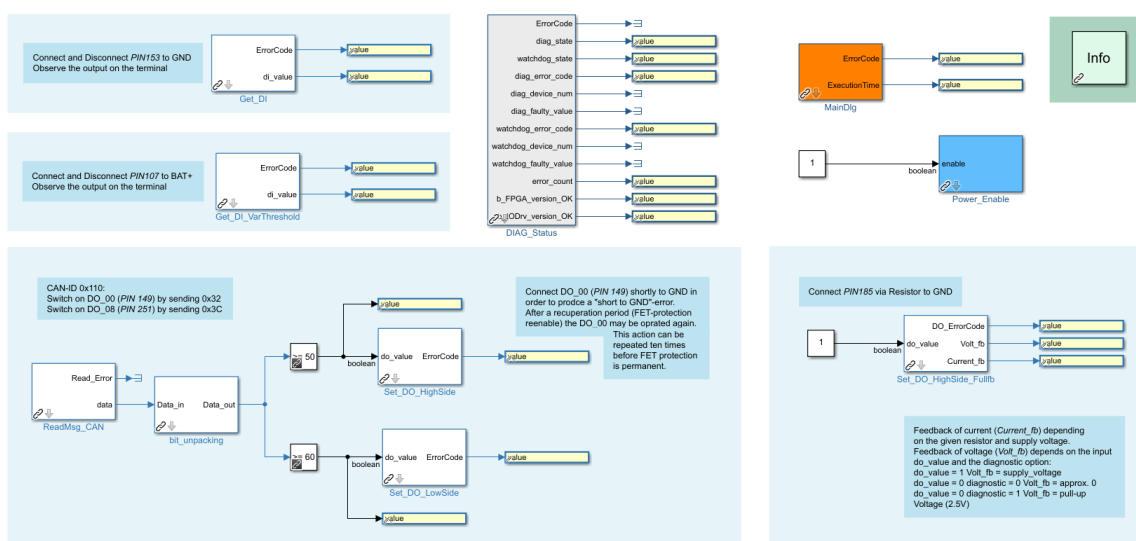 Connect and Disconnect PIN153 to GND
Observe the output on the terminal
ErrorCode
di_value
Get_DI
value
value
Connect and Disconnect PIN107 to BAT+
Observe the output on the terminal
ErrorCode
di_value
Get_DI_VarThreshold
value
value
ErrorCode
diag_state
watchdog_state
diag_error_code
diag_device_num
diag_faulty_value
watchdog_error_code
watchdog_device_num
watchdog_faulty_value
error_count
b_FPGA_version_OK
IODrv_version_OK
DIAG_Status
value
value
value
value
value
value
value
ErrorCode
ExecutionTime
MainDlg
value
value
Info
1
boolean
enable
Power_Enable
CAN-ID 0x110:
Switch on DO_00 (PIN 149) by sending 0x32
Switch on DO_08 (PIN 251) by sending 0x3C
Read_Error
data
ReadMsg_CAN
Data_in
Data_out
bit_unpacking
>= 50
boolean
value
do_value
ErrorCode
Set_DO_HighSide
value
Connect DO_00 (PIN 149) shortly to GND in
order to prodce a "short to GND"-error.
After a recuperation period (FET-protection
reenable) the DO_00 may be oprated again.
This action can be
repeated ten times
before FET protection
is permanent.
>= 60
boolean
do_value
ErrorCode
Set_DO_LowSide
value
value
Connect PIN185 via Resistor to GND
1
boolean
do_value
DO_ErrorCode
Volt_fb
Current_fb
Set_DO_HighSide_Fullfb
value
value
value
Feedback of current (Current_fb) depending
on the given resistor and supply voltage.
Feedback of voltage (Volt_fb) depends on the input
do_value and the diagnostic option:
do_value = 1 Volt_fb = supply_voltage
do_value = 0 diagnostic = 0 Volt_fb = approx. 0
do_value = 0 diagnostic = 1 Volt_fb = pull-up
Voltage (2.5V)